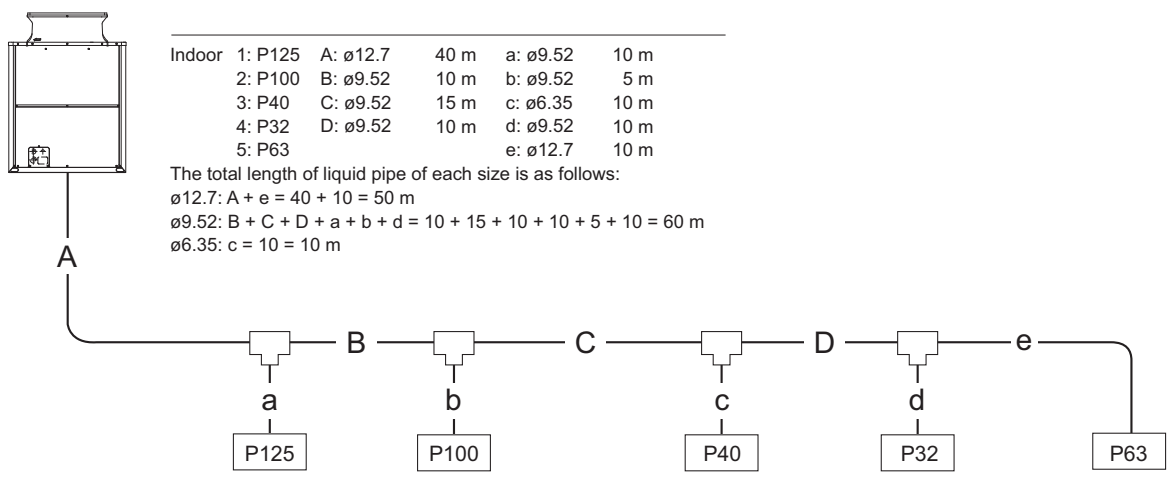 Indoor 1: P125 A: ø12.7 40 m a: ø9.52 10 m
2: P100 B: ø9.52 10 m b: ø9.52 5 m
3: P40 C: ø9.52 15 m c: ø6.35 10 m
4: P32 D: ø9.52 10 m d: ø9.52 10 m
5: P63 e: ø12.7 10 m
The total length of liquid pipe of each size is as follows:
ø12.7: A + e = 40 + 10 = 50 m
ø9.52: B + C + D + a + b + d = 10 + 15 + 10 + 10 + 5 + 10 = 60 m
ø6.35: c = 10 = 10 m
A
B C D e
a b c d
P125 P100 P40 P32 P63